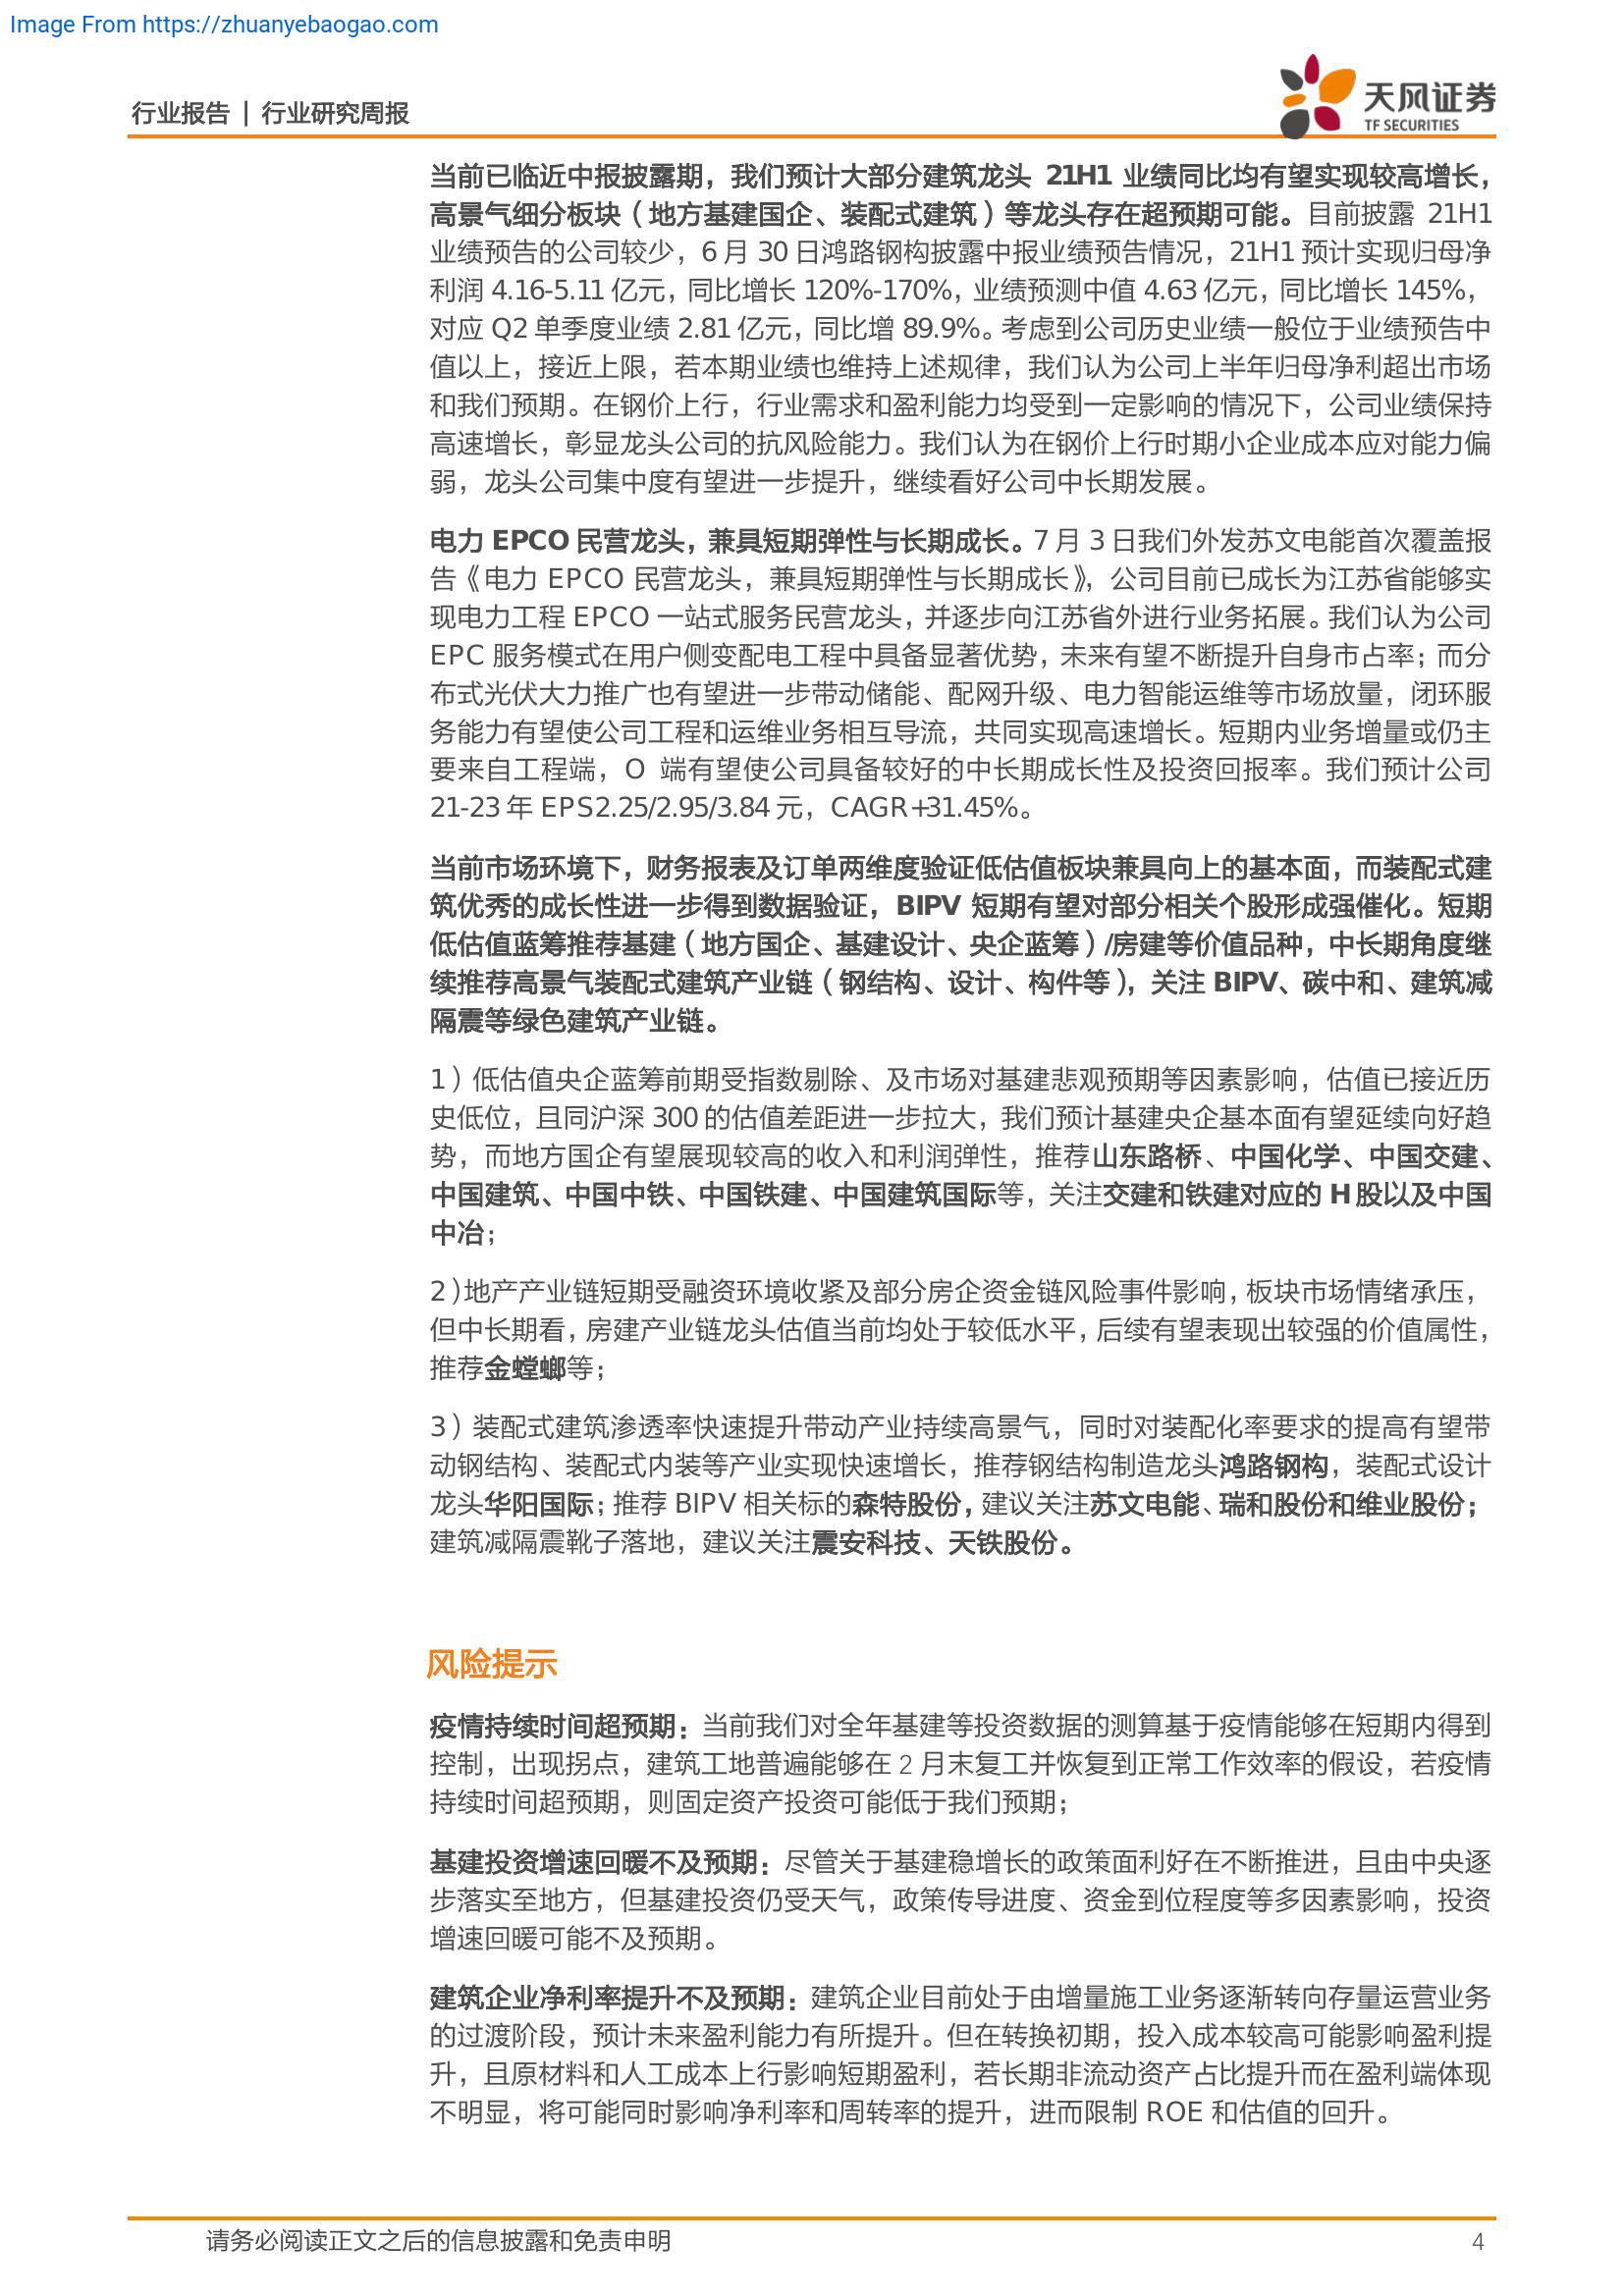 Image From https://zhuanyebaogao.com
行业报告 | 行业研究周报
天风证券
TF SECURITIES
当前已临近中报披露期，我们预计大部分建筑龙头 21H1 业绩同比均有望实现较高增长，
高景气细分板块（地方基建国企、装配式建筑）等龙头存在超预期可能。目前披露 21H1
业绩预告的公司较少，6 月 30 日鸿路钢构披露中报业绩预告情况，21H1 预计实现归母净
利润 4.16-5.11 亿元，同比增长 120%-170%，业绩预测中值 4.63 亿元，同比增长 145%，
对应 Q2 单季度业绩 2.81 亿元，同比增 89.9%。考虑到公司历史业绩一般位于业绩预告中
值以上，接近上限，若本期业绩也维持上述规律，我们认为公司上半年归母净利超出市场
和我们预期。在钢价上行，行业需求和盈利能力均受到一定影响的情况下，公司业绩保持
高速增长，彰显龙头公司的抗风险能力。我们认为在钢价上行时期小企业成本应对能力偏
弱，龙头公司集中度有望进一步提升，继续看好公司中长期发展。
电力 EPCO 民营龙头，兼具短期弹性与长期成长。7 月 3 日我们外发苏文电能首次覆盖报
告《电力 EPCO 民营龙头，兼具短期弹性与长期成长》，公司目前已成长为江苏省能够实
现电力工程 EPCO 一站式服务民营龙头，并逐步向江苏省外进行业务拓展。我们认为公司
EPC 服务模式在用户侧变配电工程中具备显著优势，未来有望不断提升自身市占率；而分
布式光伏大力推广也有望进一步带动储能、配网升级、电力智能运维等市场放量，闭环服
务能力有望使公司工程和运维业务相互导流，共同实现高速增长。短期内业务增量或仍主
要来自工程端，O 端有望使公司具备较好的中长期成长性及投资回报率。我们预计公司
21-23 年 EPS2.25/2.95/3.84 元，CAGR+31.45%。
当前市场环境下，财务报表及订单两维度验证低估值板块兼具向上的基本面，而装配式建
筑优秀的成长性进一步得到数据验证，BIPV 短期有望对部分相关个股形成强催化。短期
低估值蓝筹推荐基建（地方国企、基建设计、央企蓝筹）/房建等价值品种，中长期角度继
续推荐高景气装配式建筑产业链（钢结构、设计、构件等），关注 BIPV、碳中和、建筑减
隔震等绿色建筑产业链。
1）低估值央企蓝筹前期受指数剔除、及市场对基建悲观预期等因素影响，估值已接近历
史低位，且同沪深 300 的估值差距进一步拉大，我们预计基建央企基本面有望延续向好趋
势，而地方国企有望展现较高的收入和利润弹性，推荐山东路桥、中国化学、中国交建、
中国建筑、中国中铁、中国铁建、中国建筑国际等，关注交建和铁建对应的 H 股以及中国
中冶；
2）地产产业链短期受融资环境收紧及部分房企资金链风险事件影响，板块市场情绪承压，
但中长期看，房建产业链龙头估值当前均处于较低水平，后续有望表现出较强的价值属性，
推荐金螳螂等；
3）装配式建筑渗透率快速提升带动产业持续高景气，同时对装配化率要求的提高有望带
动钢结构、装配式内装等产业实现快速增长，推荐钢结构制造龙头鸿路钢构，装配式设计
龙头华阳国际；推荐 BIPV 相关标的森特股份，建议关注苏文电能、瑞和股份和维业股份；
建筑减隔震靴子落地，建议关注震安科技、天铁股份。
风险提示
疫情持续时间超预期：当前我们对全年基建等投资数据的测算基于疫情能够在短期内得到
控制，出现拐点，建筑工地普遍能够在 2 月末复工并恢复到正常工作效率的假设，若疫情
持续时间超预期，则固定资产投资可能低于我们预期；
基建投资增速回暖不及预期：尽管关于基建稳增长的政策面利好在不断推进，且由中央逐
步落实至地方，但基建投资仍受天气，政策传导进度、资金到位程度等多因素影响，投资
增速回暖可能不及预期。
建筑企业净利率提升不及预期：建筑企业目前处于由增量施工业务逐渐转向存量运营业务
的过渡阶段，预计未来盈利能力有所提升。但在转换初期，投入成本较高可能影响盈利提
升，且原材料和人工成本上行影响短期盈利，若长期非流动资产占比提升而在盈利端体现
不明显，将可能同时影响净利率和周转率的提升，进而限制 ROE 和估值的回升。
请务必阅读正文之后的信息披露和免责申明
4